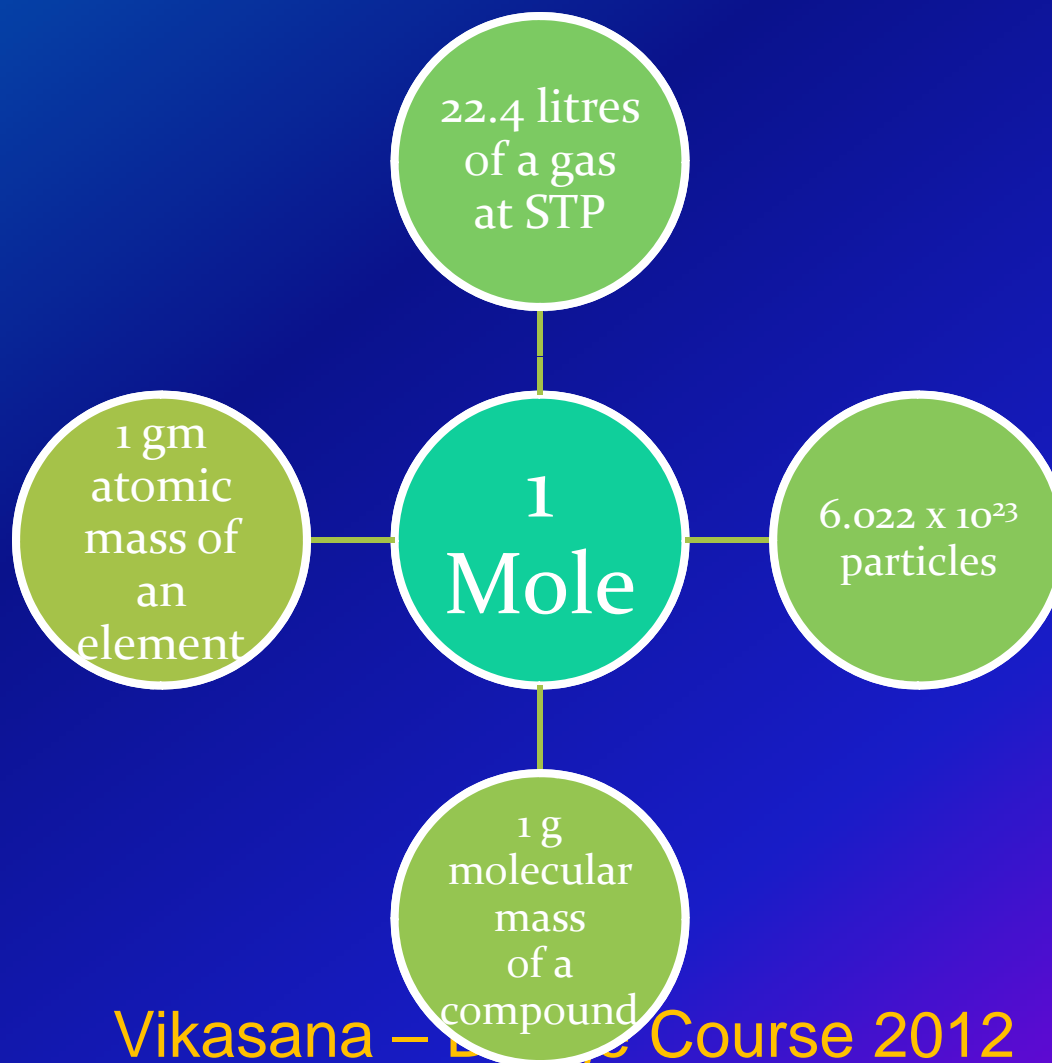 22.4 litres
of a gas
at STP
1 gm
atomic
mass of
an
element
1
Mole
6.022 x 10²³
particles
1 g
molecular
mass
of a
compound
Vikasana – Course 2012